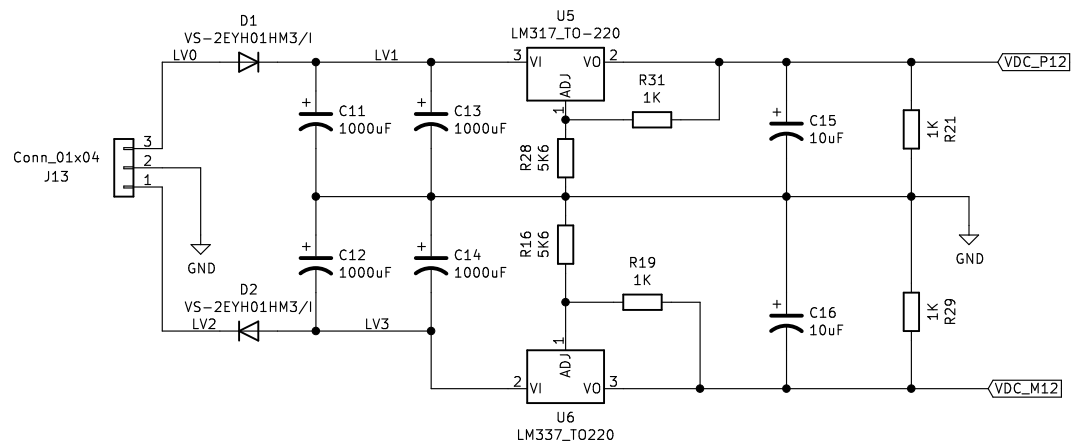 D1
VS-2EYH01HM3/I
LV0
LV1
U5
LM317_TO-220
3
VI
VO
2
ADJ
1
R31
1K
VDC_P12
C11
1000uF
C13
1000uF
R28
5K6
C15
10uF
1K
R21
Conn_01x04
J13
3
2
1
GND
C12
1000uF
C14
1000uF
R16
5K6
R19
1K
GND
D2
VS-2EYH01HM3/I
LV2
LV3
C16
10uF
1K
R29
1
ADJ
2
VI
VO
3
VDC_M12
U6
LM337_TO220
+
+
+
+
+
+